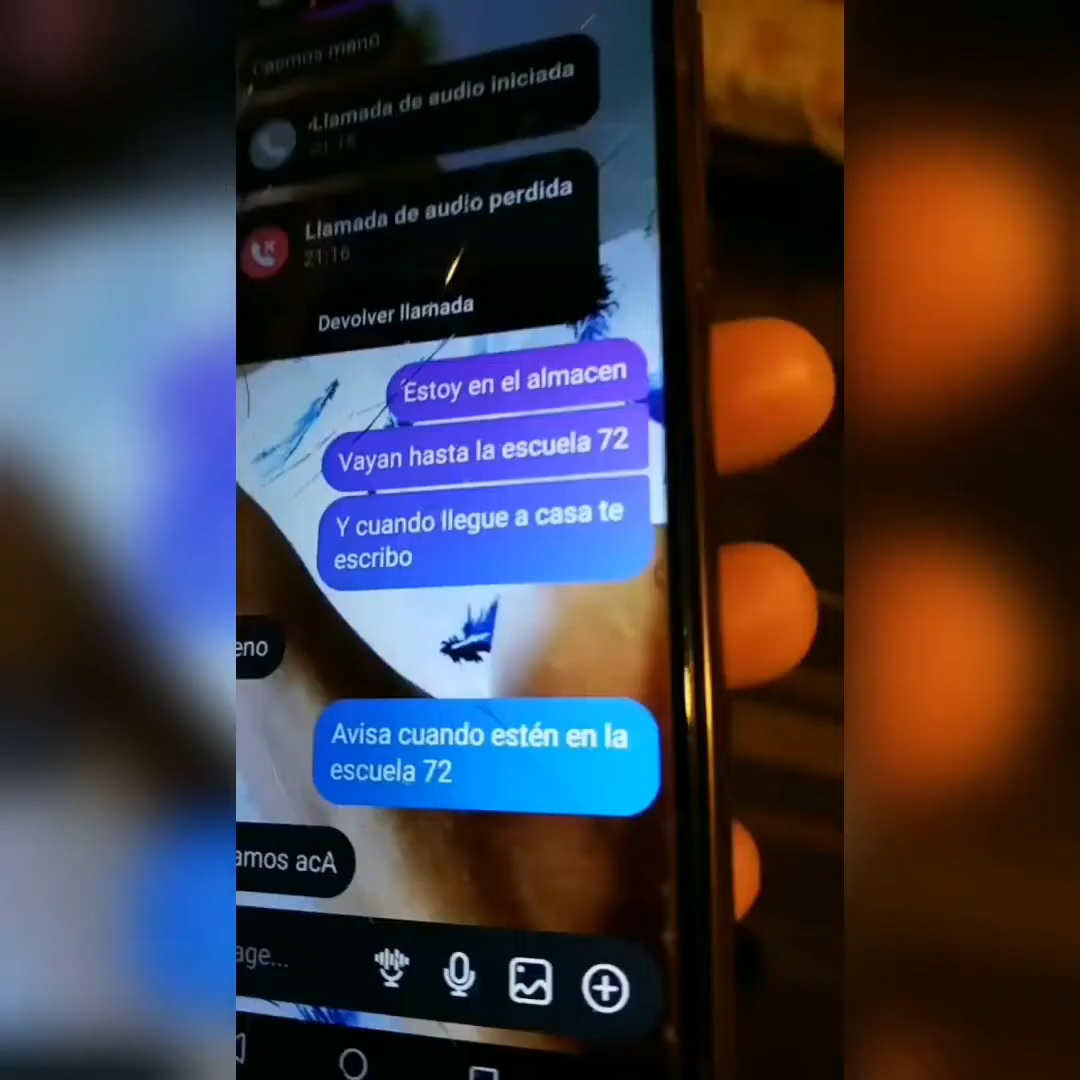 Caemos mano
Llamada de audio iniciada
21:15
Llamada de audio perdida
21:16
Devolver llamada
Estoy en el almacen
Vayan hasta la escuela 72
Y cuando llegue a casa te
escribo
eno
Avisa cuando estén en la
escuela 72
amos acA
age...